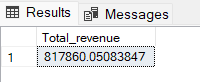 Results Messages
Total_revenue
1 817860.05083847